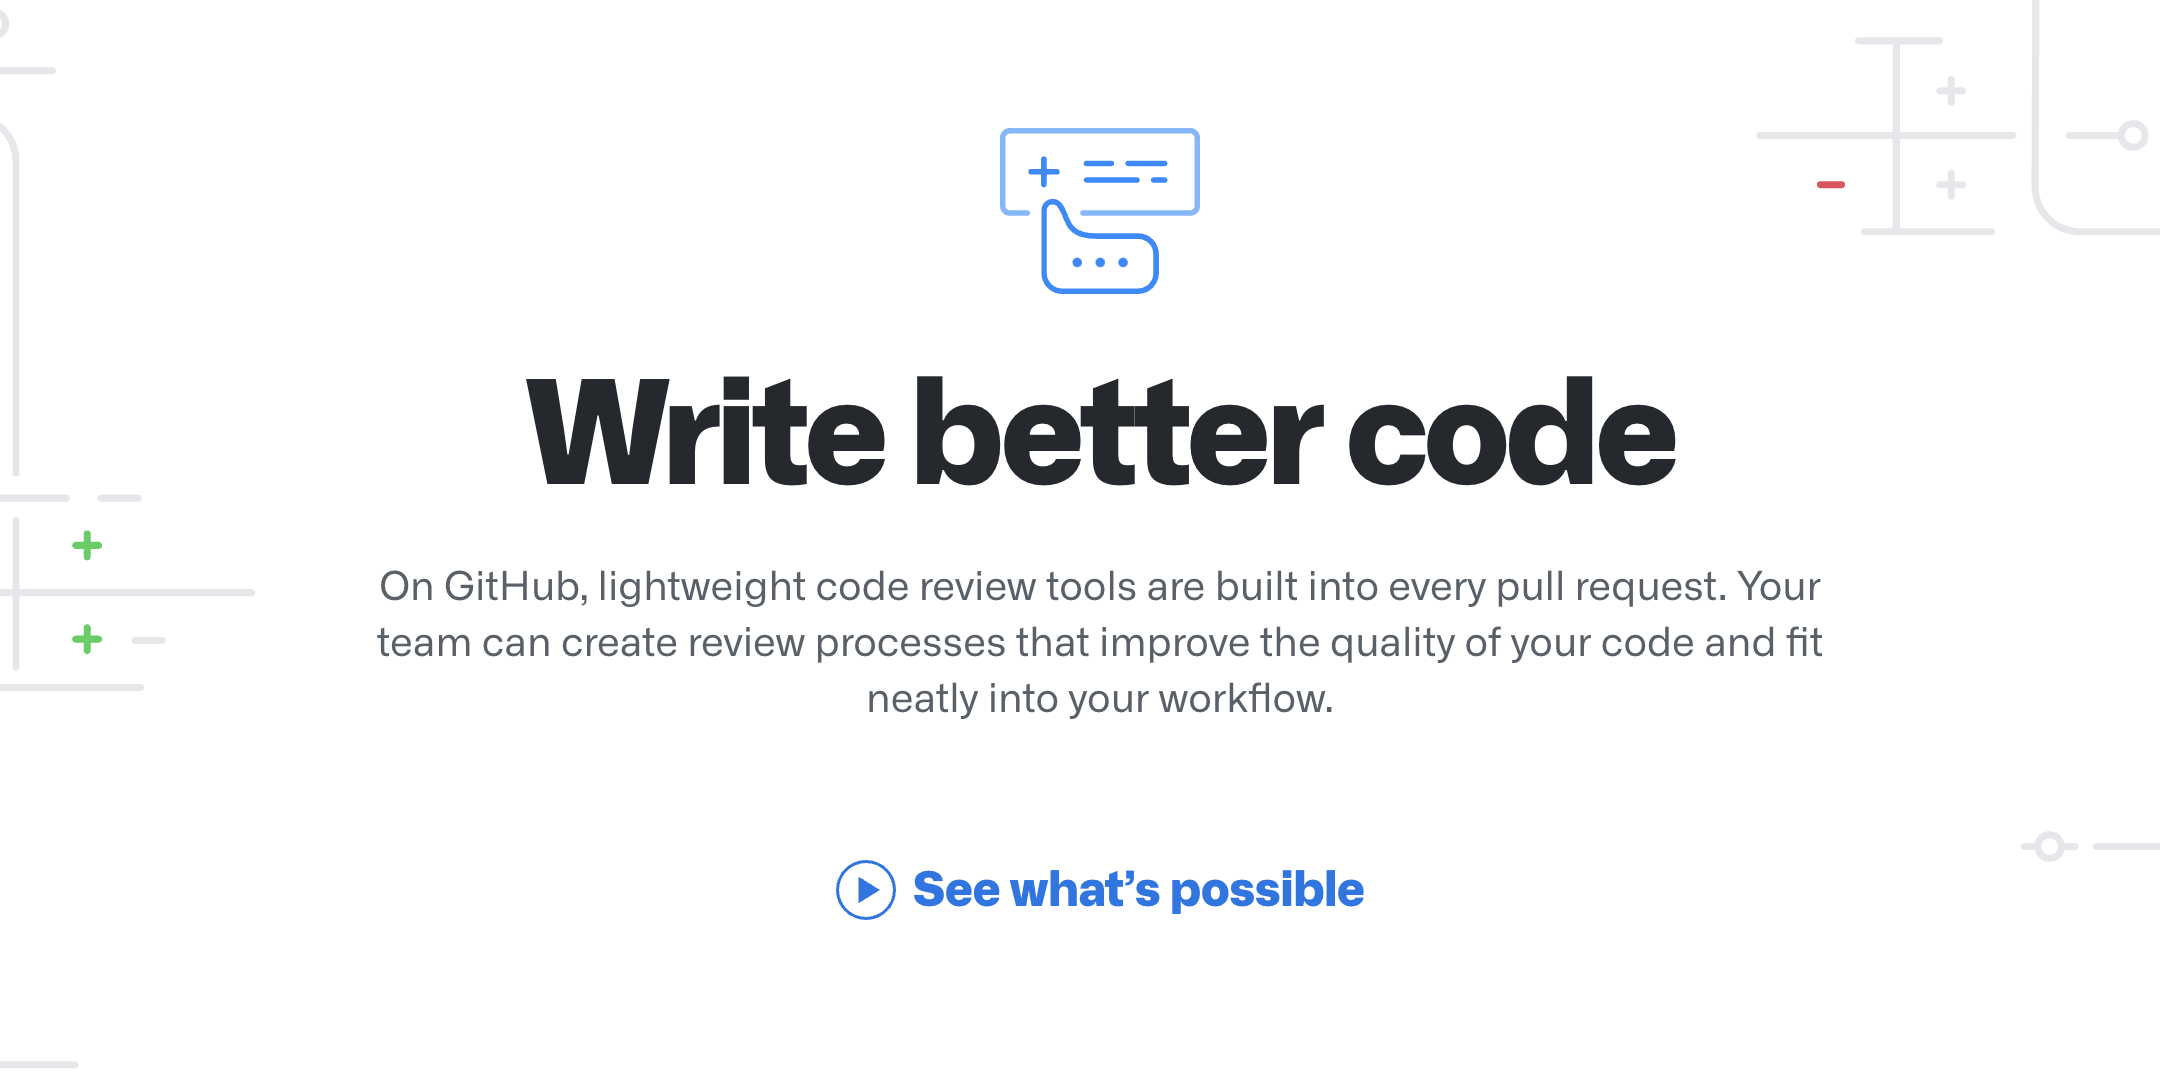 Write better code
On GitHub, lightweight code review tools are built into every pull request. Your
team can create review processes that improve the quality of your code and fit
neatly into your workflow.
See what’s possible